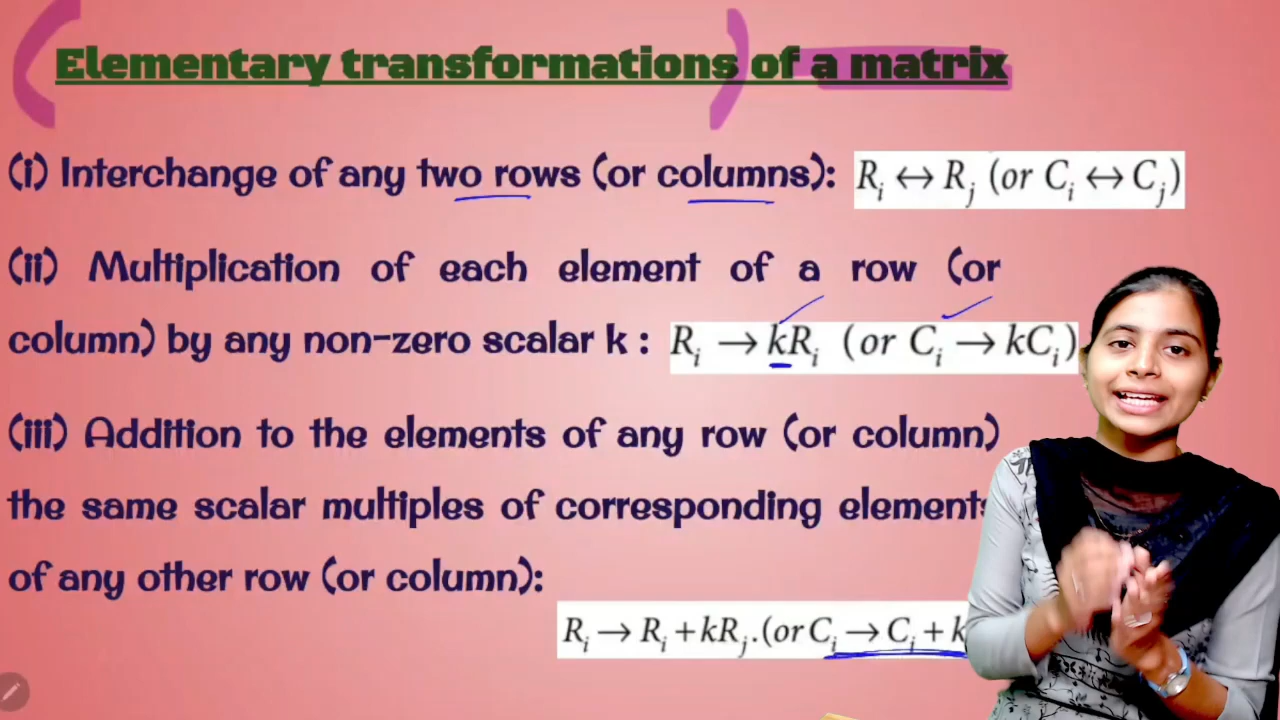 Elementary transformations of a matrix
(i) Interchange of any two rows (or columns): Rᵢ ↔ Rⱼ (or Cᵢ ↔ Cⱼ)
(ii) Multiplication of each element of a row (or
column) by any non-zero scalar k : Rᵢ → kRᵢ (or Cᵢ → kCᵢ)
(iii) Addition to the elements of any row (or column)
the same scalar multiples of corresponding elements
of any other row (or column):
Rᵢ → Rᵢ + kRⱼ.(or Cᵢ → Cᵢ + k